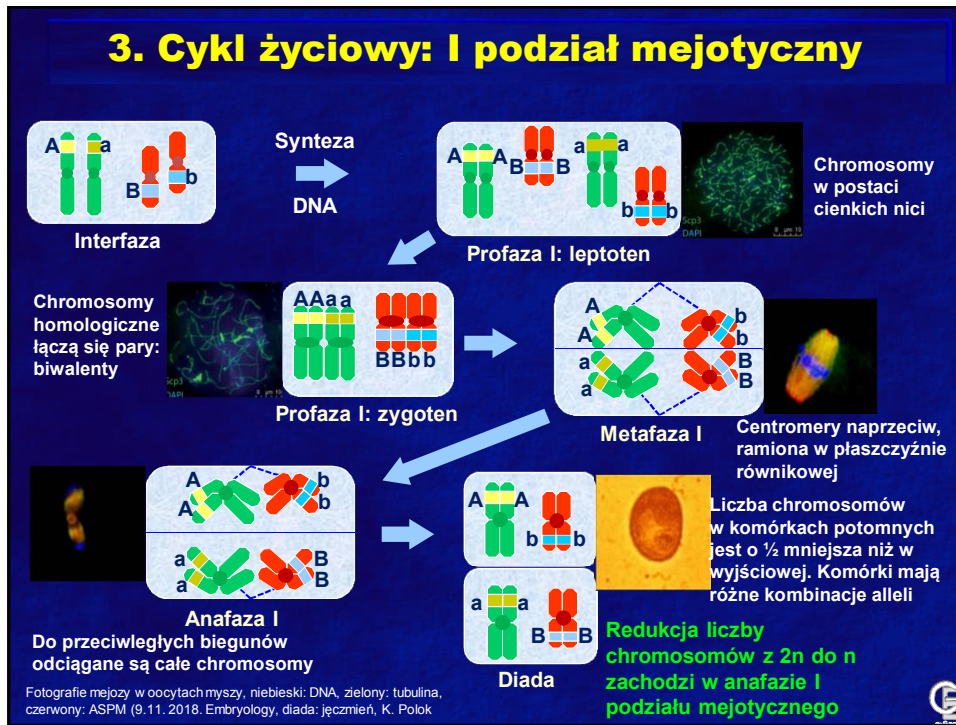 3. Cykl życiowy: I podział mejotyczny
A a
B b
Interfaza
Synteza
DNA
A A
B B
a a
b b
Profaza I: leptoten
Scp3
DAPI
Chromosomy
w postaci
cienkich nici
Chromosomy
homologiczne
łączą się pary:
biwalenty
Scp3
DAPI
AAaa
BBbb
Profaza I: zygoten
A
A
b
b
a
a
B
B
Metafaza I
Centromery naprzeciw,
ramiona w płaszczyźnie
równikowej
A
A
b
b
a
a
B
B
Anafaza I
Do przeciwległych biegunów
odciągane są całe chromosomy
A A
b b
a a
B B
Diada
Liczba chromosomów
w komórkach potomnych
jest o ½ mniejsza niż w
wyjściowej. Komórki mają
różne kombinacje alleli
Redukcja liczby
chromosomów z 2n do n
zachodzi w anafazie I
podziału mejotycznego
Fotografie mejozy w oocytach myszy, niebieski: DNA, zielony: tubulina,
czerwony: ASPM (9.11. 2018. Embryology, diada: jęczmień, K. Polok